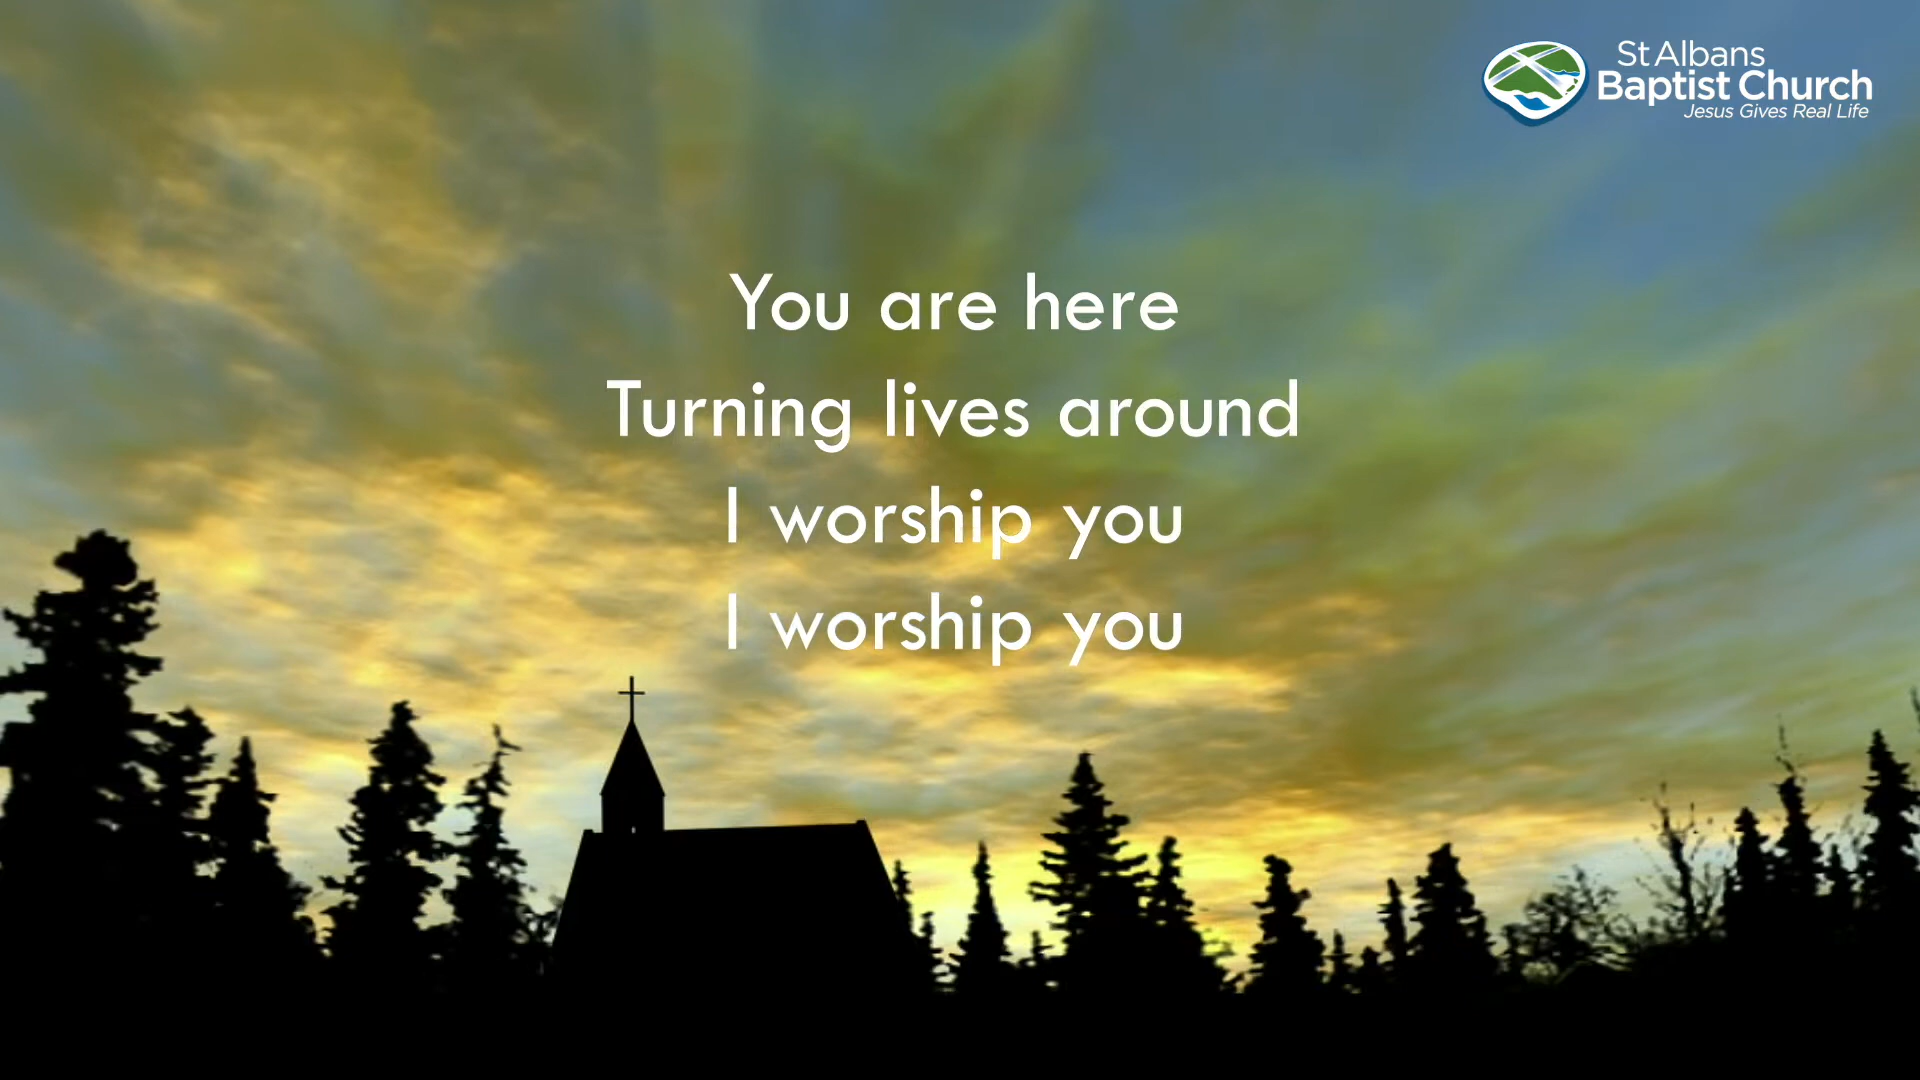 St Albans
Baptist Church
Jesus Gives Real Life
You are here
Turning lives around
I worship you
I worship you